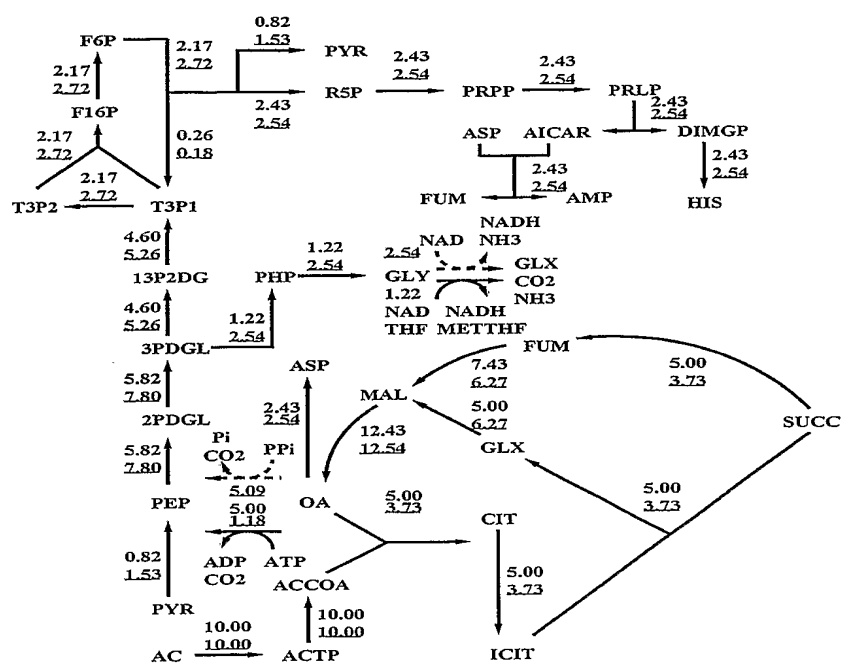 0.82
F6P
2.17
1.53
PYR
2.72
2.43
2.54
2.43
2.54
2.17
2.72
R5P
PRPP
PRLP
F16P
2.43
2.54
2.43
2.54
2.17
2.72
0.26
0.18
ASP
AICAR
DIMGP
2.43
2.54
2.43
2.54
2.17
2.72
FUM
AMP
HIS
T3P2
T3P1
NADH
NH3
2.54
NAD
4.60
5.26
1.22
2.54
GLX
13P2DG
PHP
GLY
CO2
1.22
NH3
4.60
5.26
NAD
NADH
1.22
2.54
THF
METTHF
3PDGL
FUM
ASP
7.43
6.27
5.00
3.73
5.82
7.80
MAL
5.00
6.27
2.43
2.54
2PDGL
SUCC
12.43
12.54
Pi
CO2
PPi
GLX
5.82
7.80
5.09
5.00
3.73
5.00
3.73
PEP
5.00
1.18
OA
CIT
ADP
ATP
CO2
0.82
1.53
ACCOA
5.00
3.73
PYR
10.00
10.00
10.00
10.00
AC
ACTP
ICIT